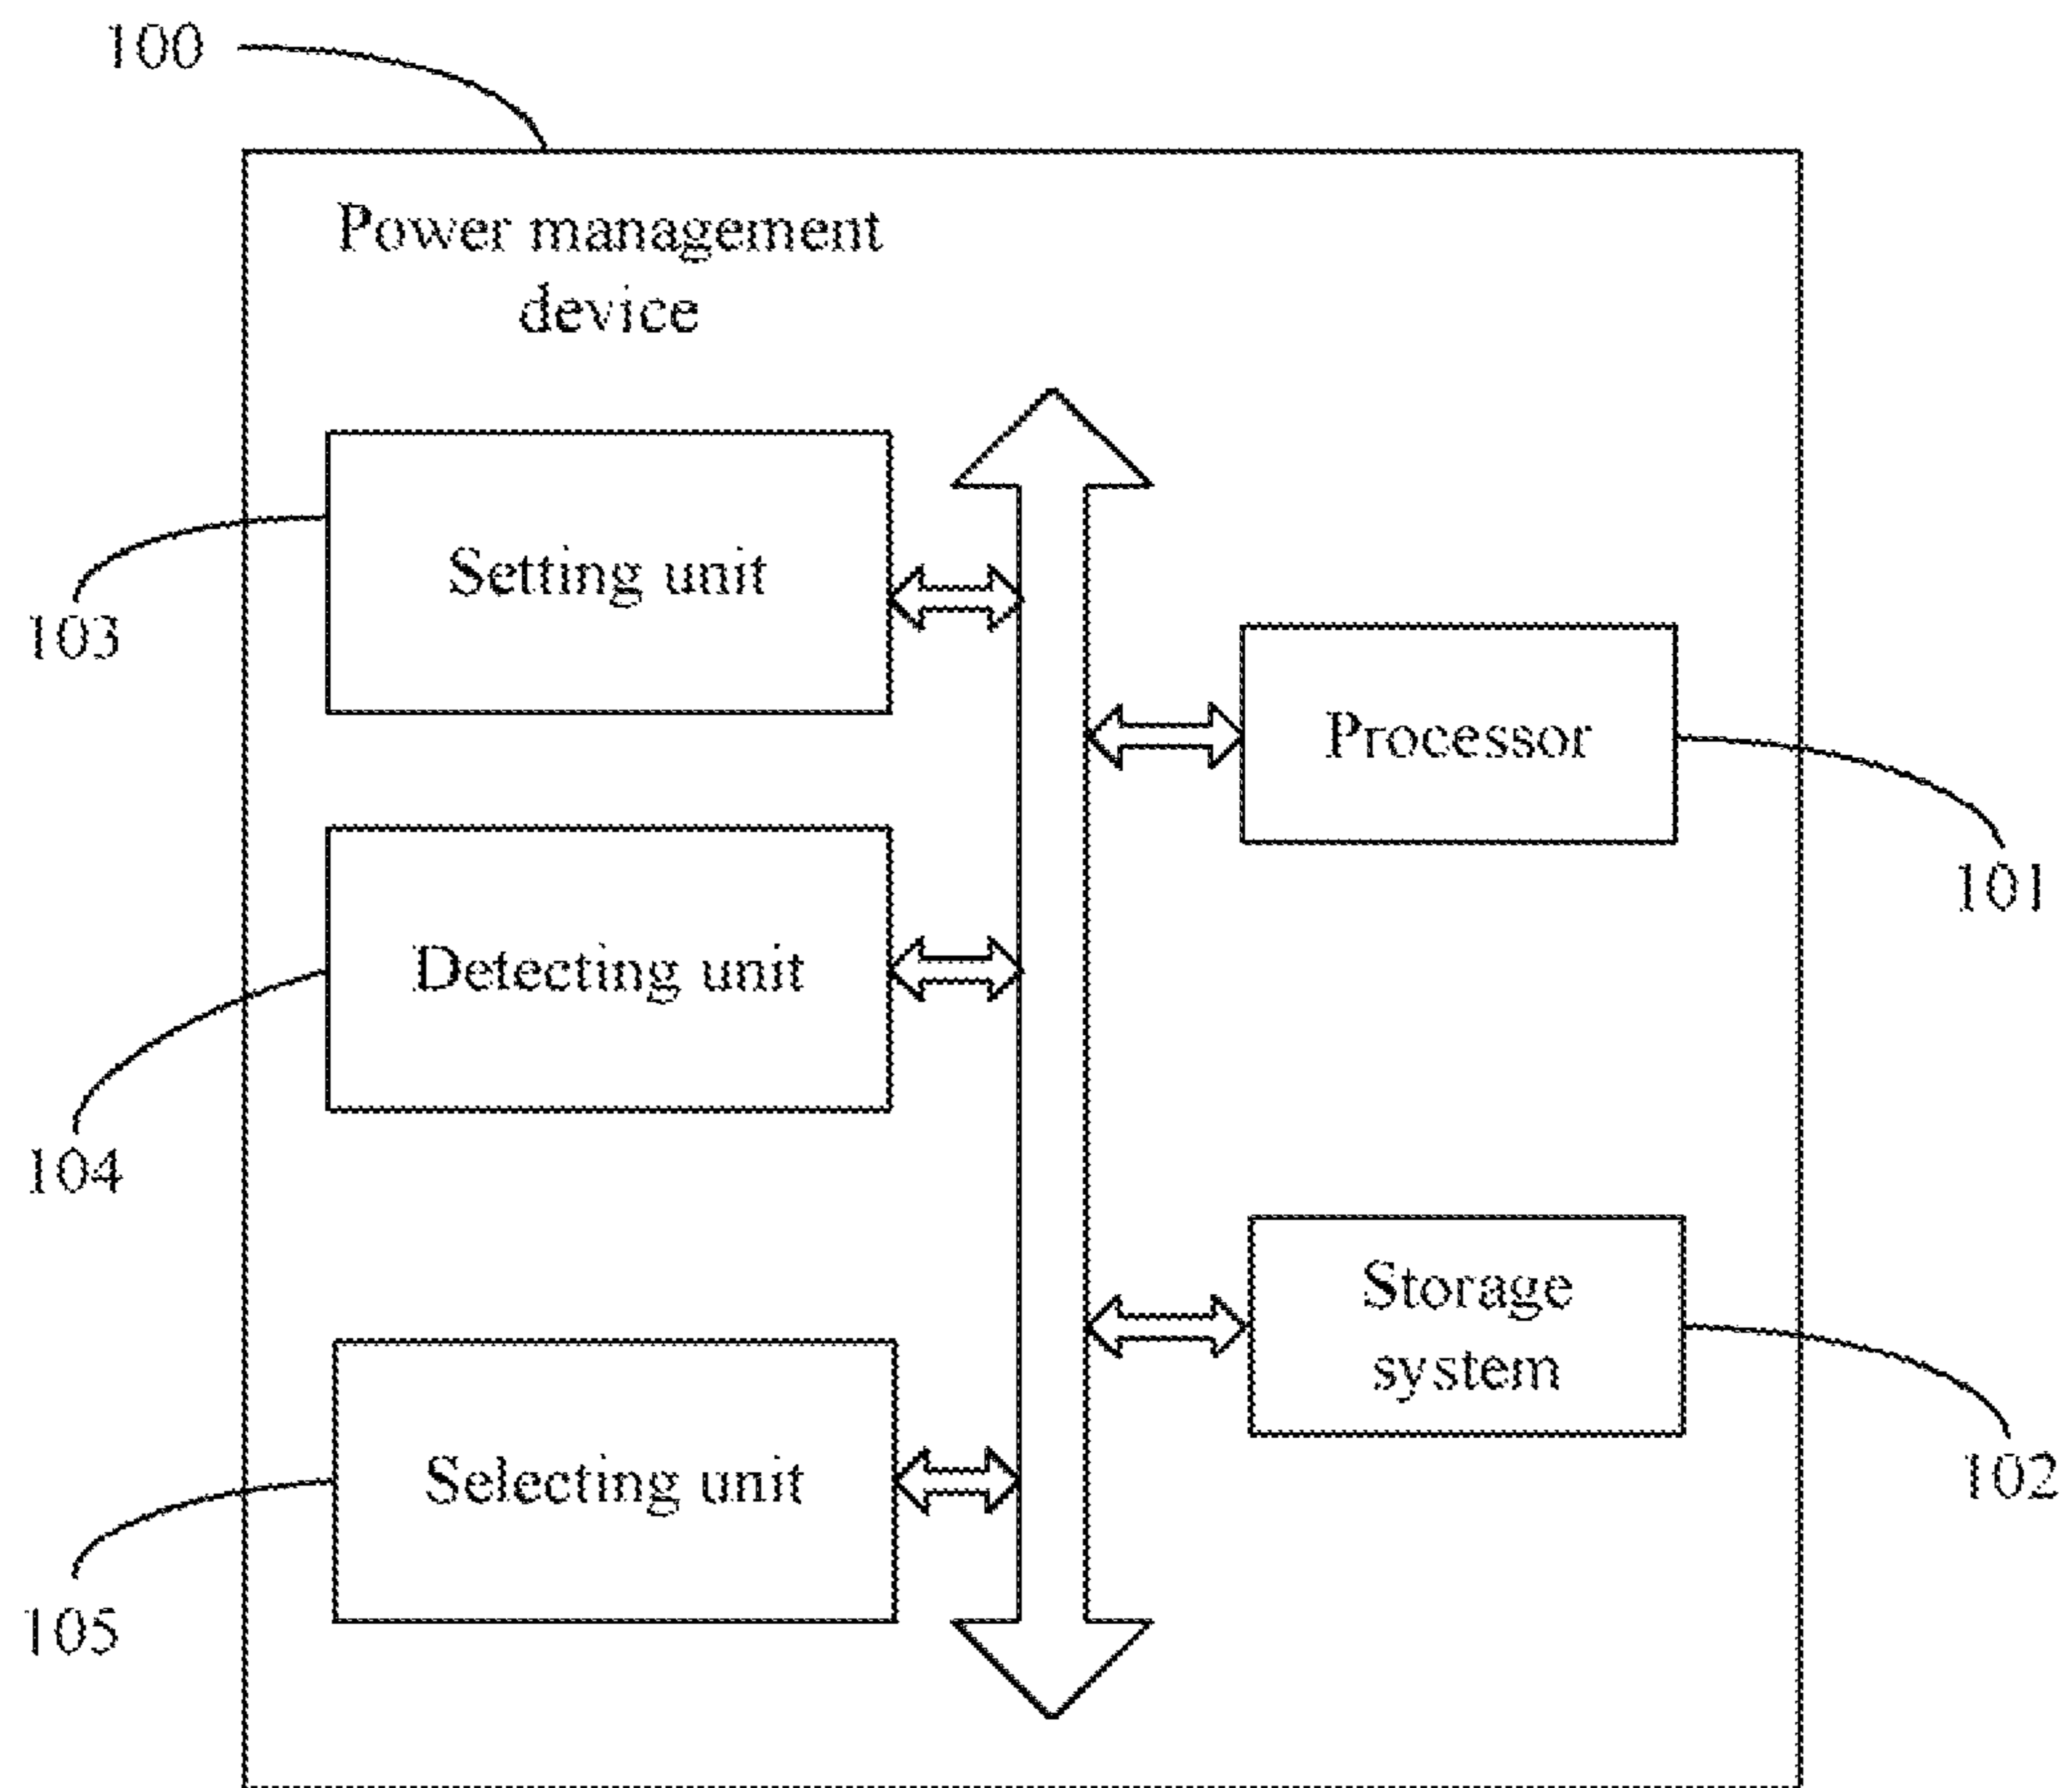 100
Power management
device
Setting unit
103
Processor
101
Detecting unit
104
Storage
system
102
Selecting unit
105